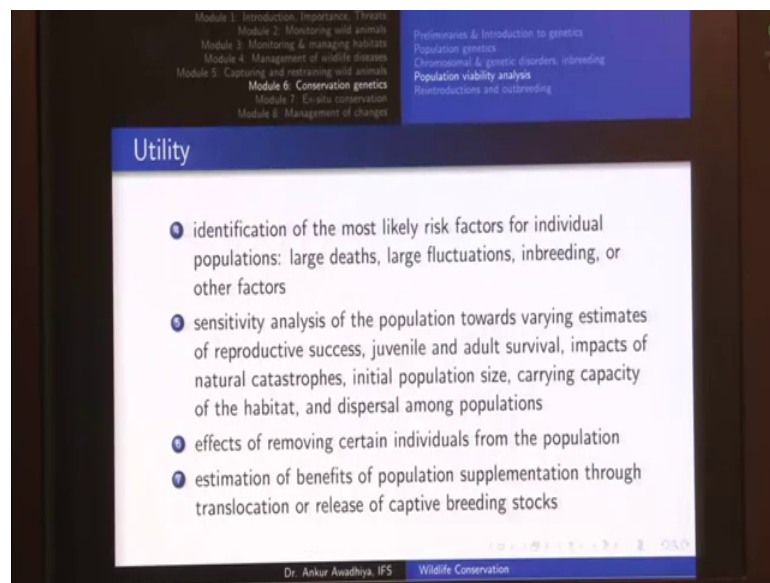 Module 1: Introduction, Importance, Threats
Module 2: Monitoring wild animals
Module 3: Monitoring & managing habitats
Module 4: Management of wildlife diseases
Module 5: Capturing and restraining wild animals
Module 6: Conservation genetics
Module 7: Ex-situ conservation
Module 8: Management of changes
Preliminaries & Introduction to genetics
Population genetics
Chromosomal & genetic disorders, inbreeding
Population viability analysis
Reintroductions and outbreeding
Utility
4 identification of the most likely risk factors for individual
populations: large deaths, large fluctuations, inbreeding, or
other factors
5 sensitivity analysis of the population towards varying estimates
of reproductive success, juvenile and adult survival, impacts of
natural catastrophes, initial population size, carrying capacity
of the habitat, and dispersal among populations
6 effects of removing certain individuals from the population
7 estimation of benefits of population supplementation through
translocation or release of captive breeding stocks
Dr. Ankur Awadhiya, IFS
Wildlife Conservation